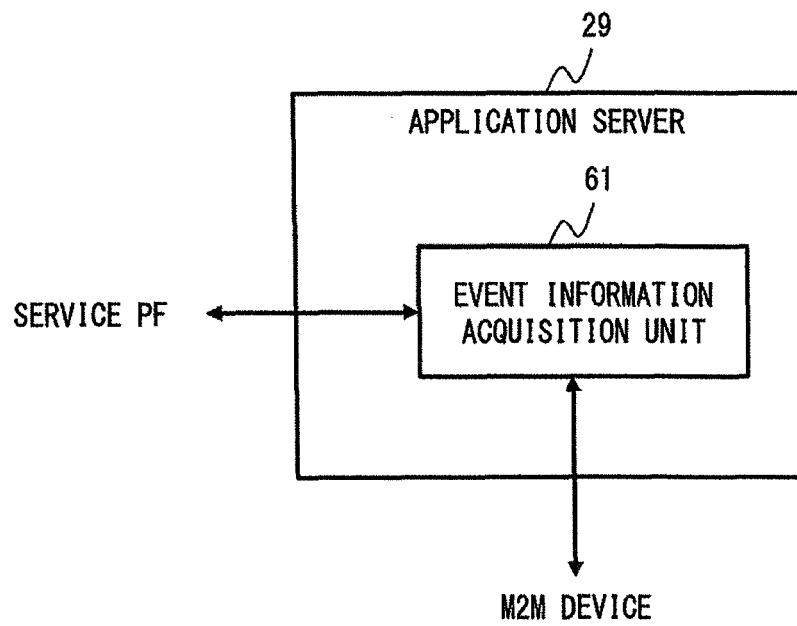 29
APPLICATION SERVER
61
EVENT INFORMATION
ACQUISITION UNIT
SERVICE PF
M2M DEVICE